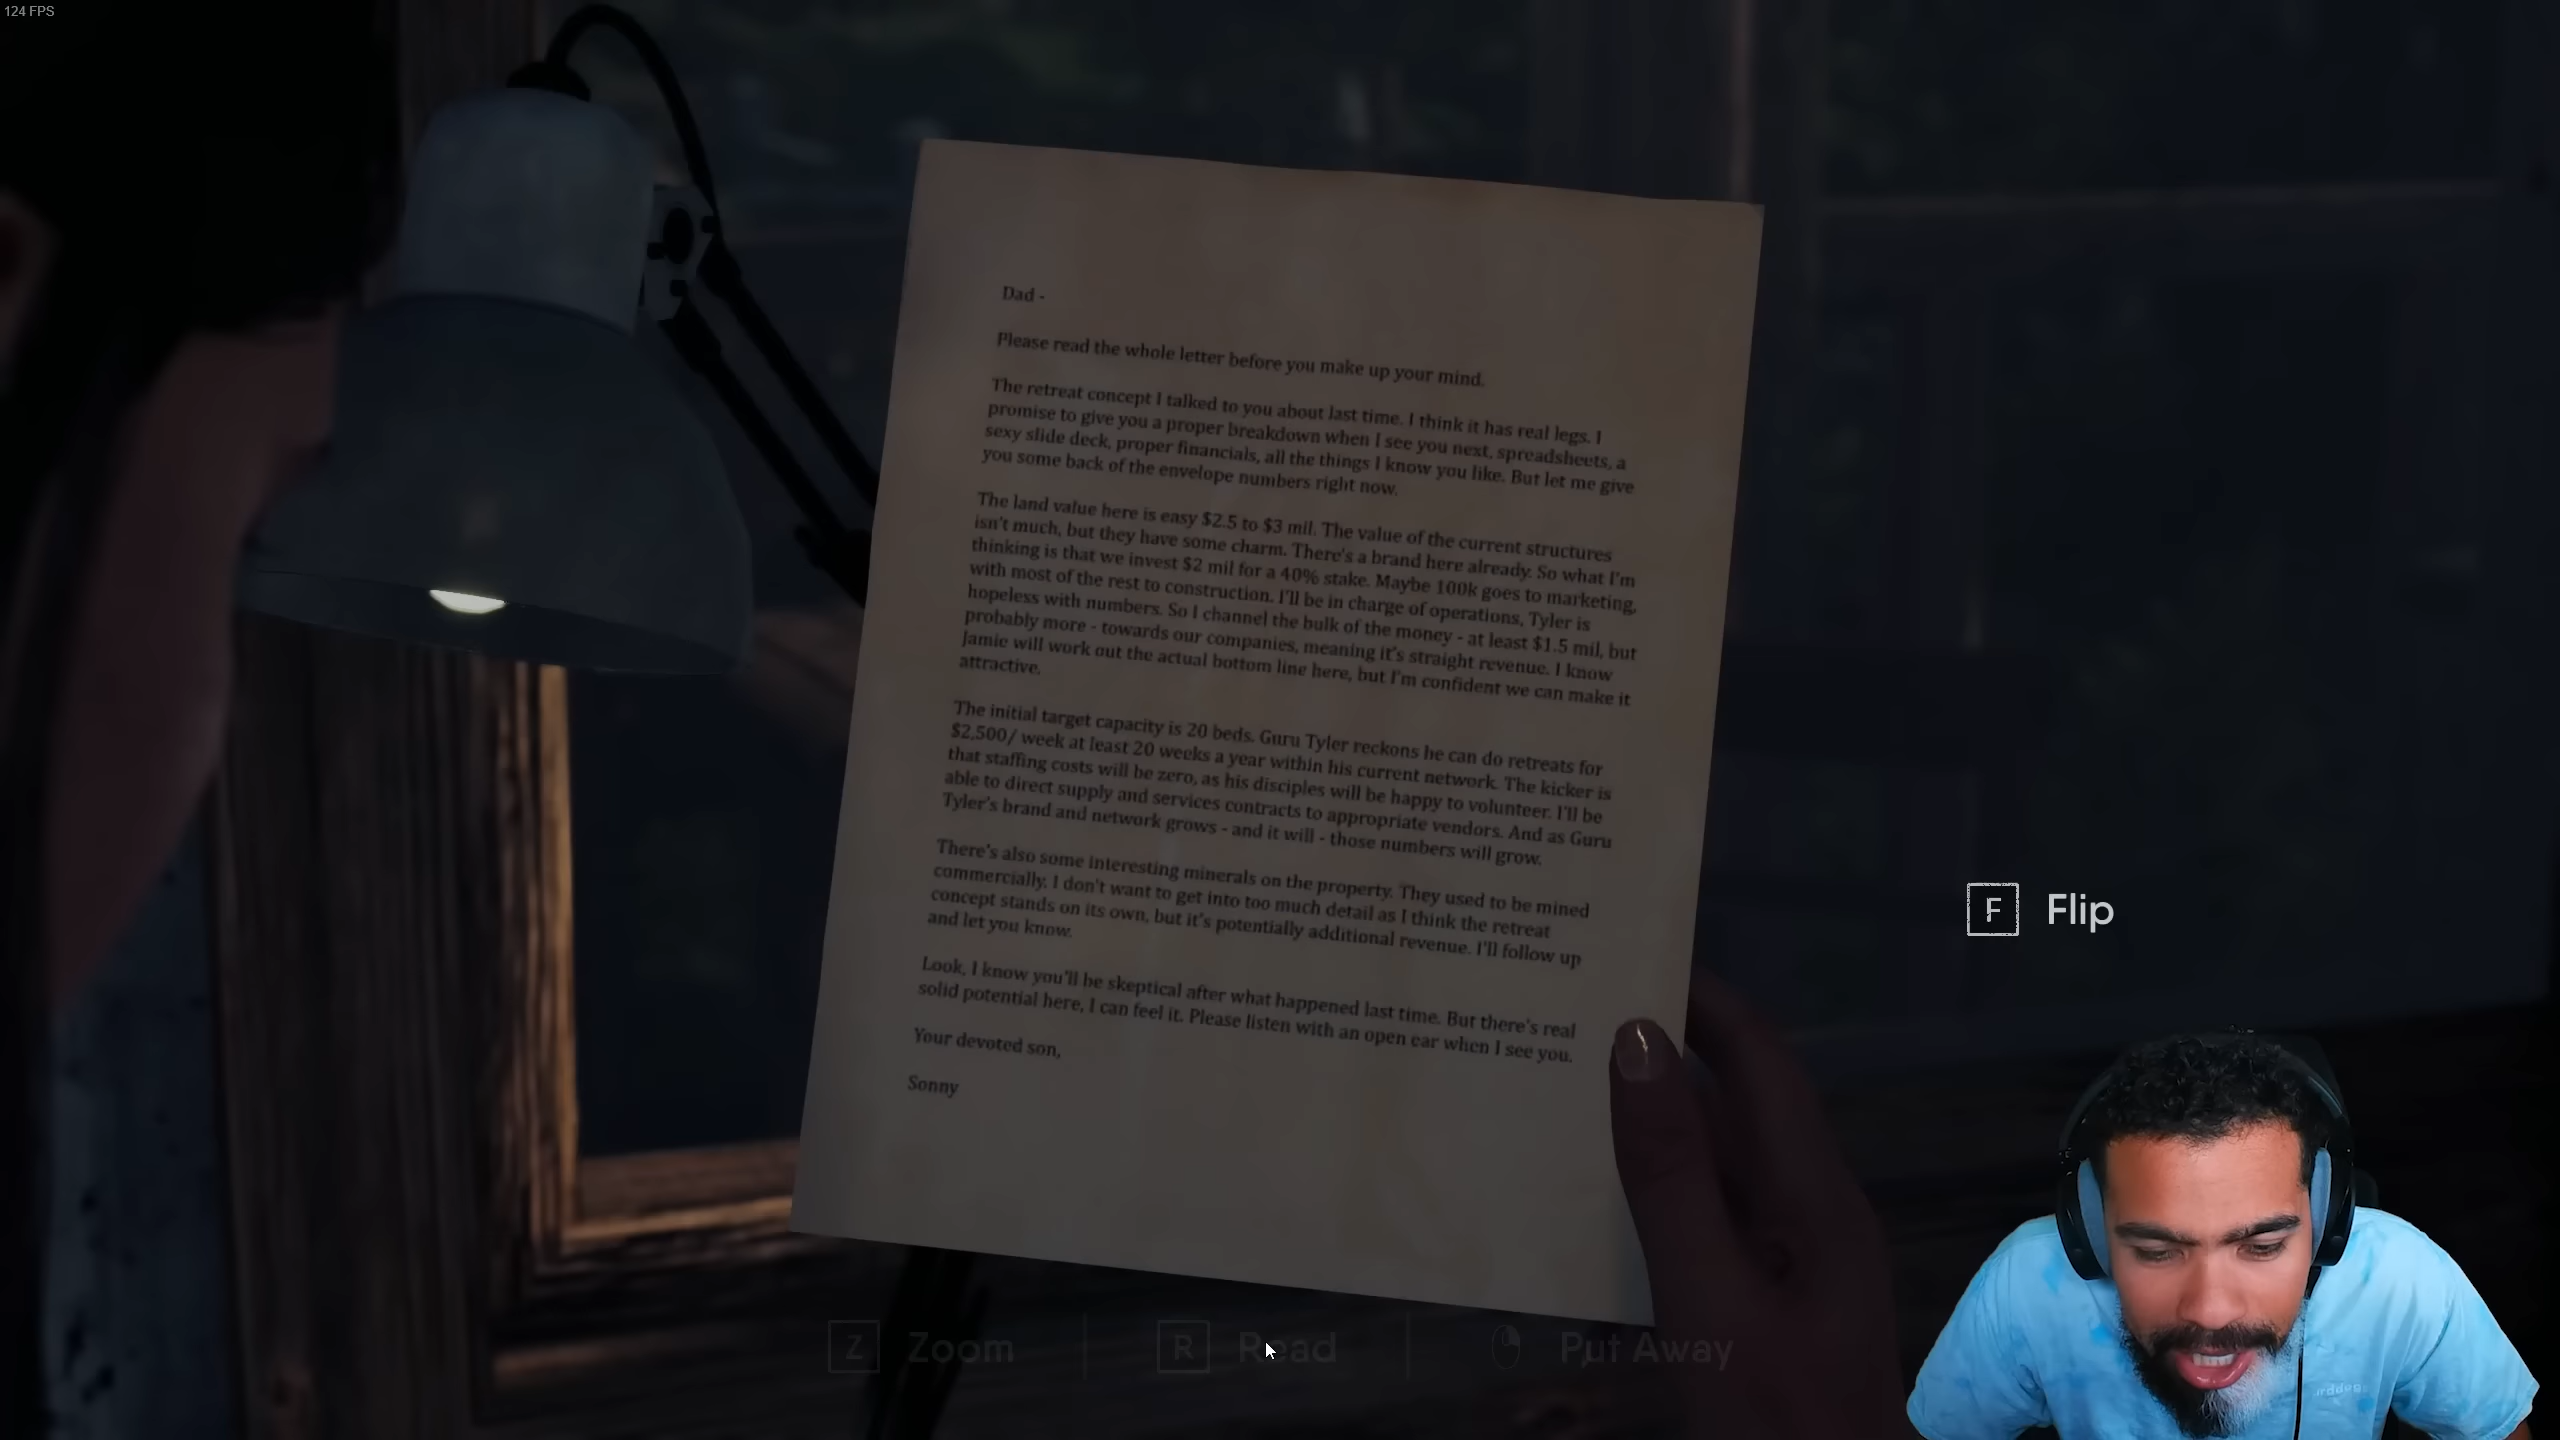 124 FPS
Dad -
Please read the whole letter before you make up your mind.
The retreat concept I talked to you about last time. I think it has real legs. I
promise to give you a proper breakdown when I see you next, spreadsheets, a
sexy slide deck, proper financials, all the things I know you like. But let me give
you some back of the envelope numbers right now.
The land value here is easy $2.5 to $3 mil. The value of the current structures
isn't much, but they have some charm. There's a brand here already. So what I'm
thinking is that we invest $2 mil for a 40% stake. Maybe 100k goes to marketing,
with most of the rest to construction. I'll be in charge of operations, Tyler is
hopeless with numbers. So I channel the bulk of the money - at least $1.5 mil, but
probably more - towards our companies, meaning it's straight revenue. I know
Jamie will work out the actual bottom line here, but I'm confident we can make it
attractive.
The initial target capacity is 20 beds. Guru Tyler reckons he can do retreats for
$2,500/ week at least 20 weeks a year within his current network. The kicker is
that staffing costs will be zero, as his disciples will be happy to volunteer. I'll be
able to direct supply and services contracts to appropriate vendors. And as Guru
Tyler's brand and network grows - and it will - those numbers will grow.
There's also some interesting minerals on the property. They used to be mined
commercially. I don't want to get into too much detail as I think the retreat
concept stands on its own, but it's potentially additional revenue. I'll follow up
and let you know.
Look, I know you'll be skeptical after what happened last time. But there's real
solid potential here, I can feel it. Please listen with an open ear when I see you.
Your devoted son,
Sonny
F Flip
Z Zoom
R Read
Put Away